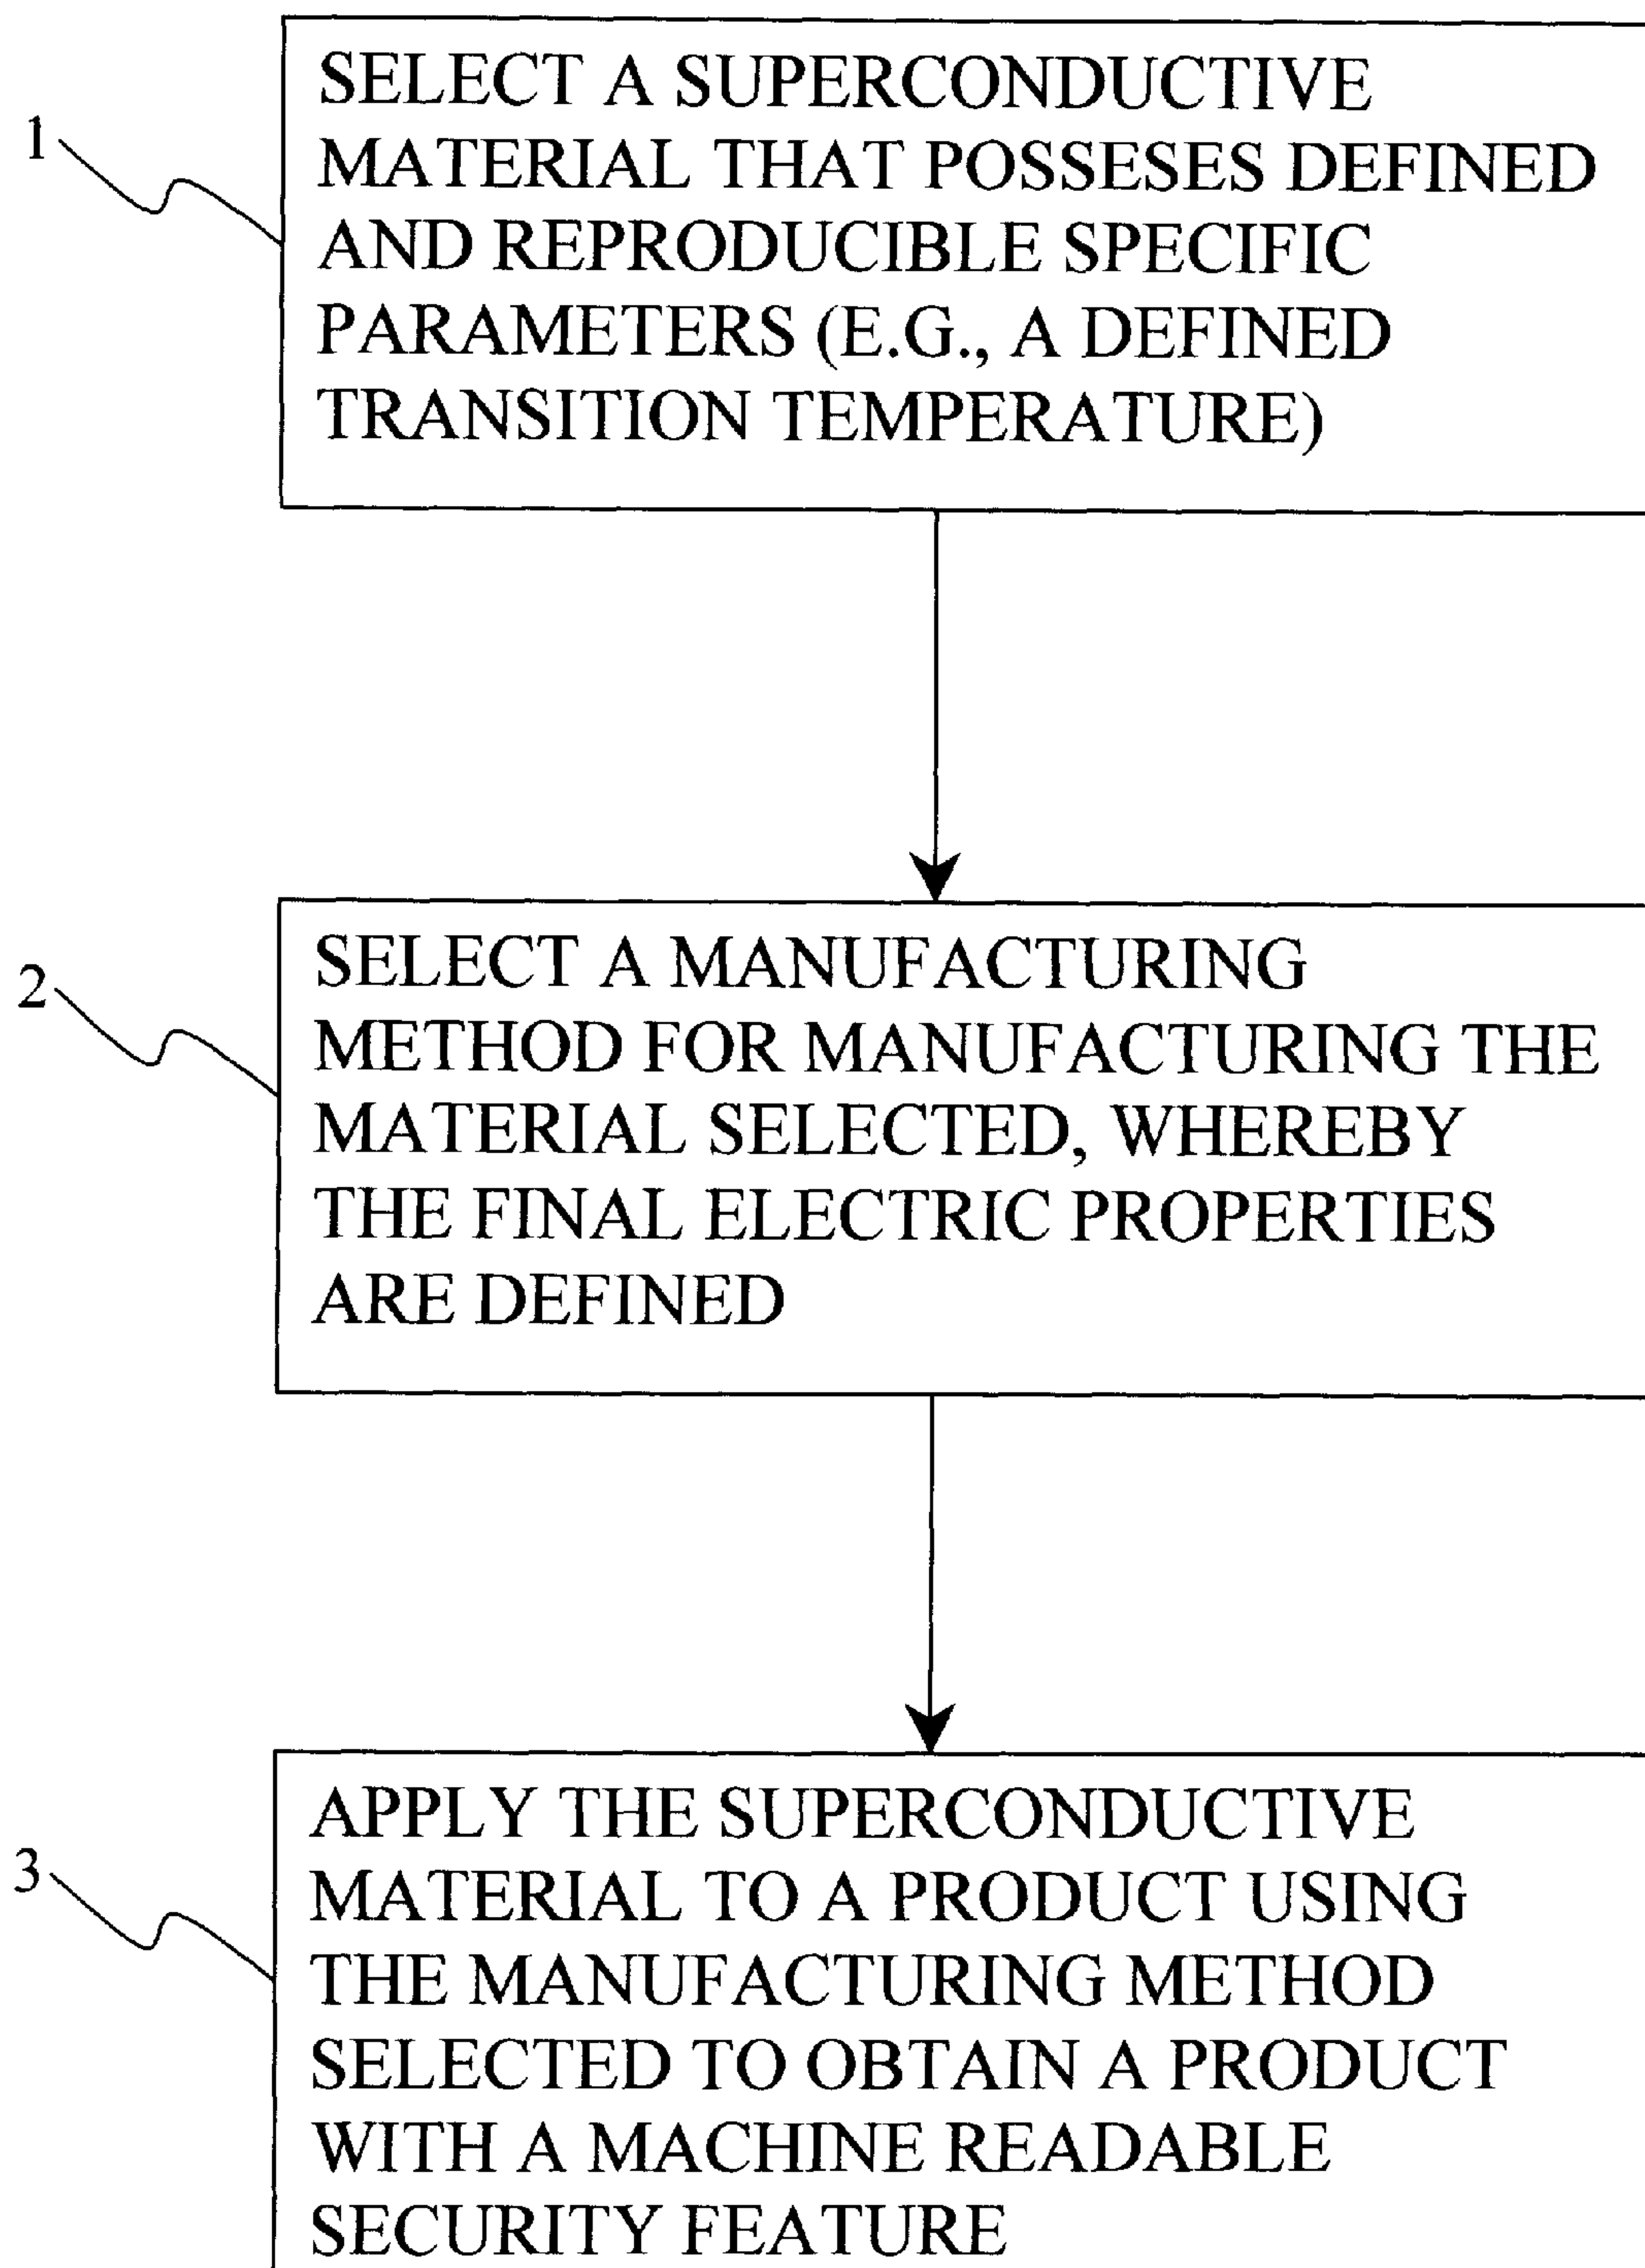 1
SELECT A SUPERCONDUCTIVE
MATERIAL THAT POSSESES DEFINED
AND REPRODUCIBLE SPECIFIC
PARAMETERS (E.G., A DEFINED
TRANSITION TEMPERATURE)
2
SELECT A MANUFACTURING
METHOD FOR MANUFACTURING THE
MATERIAL SELECTED, WHEREBY
THE FINAL ELECTRIC PROPERTIES
ARE DEFINED
3
APPLY THE SUPERCONDUCTIVE
MATERIAL TO A PRODUCT USING
THE MANUFACTURING METHOD
SELECTED TO OBTAIN A PRODUCT
WITH A MACHINE READABLE
SECURITY FEATURE